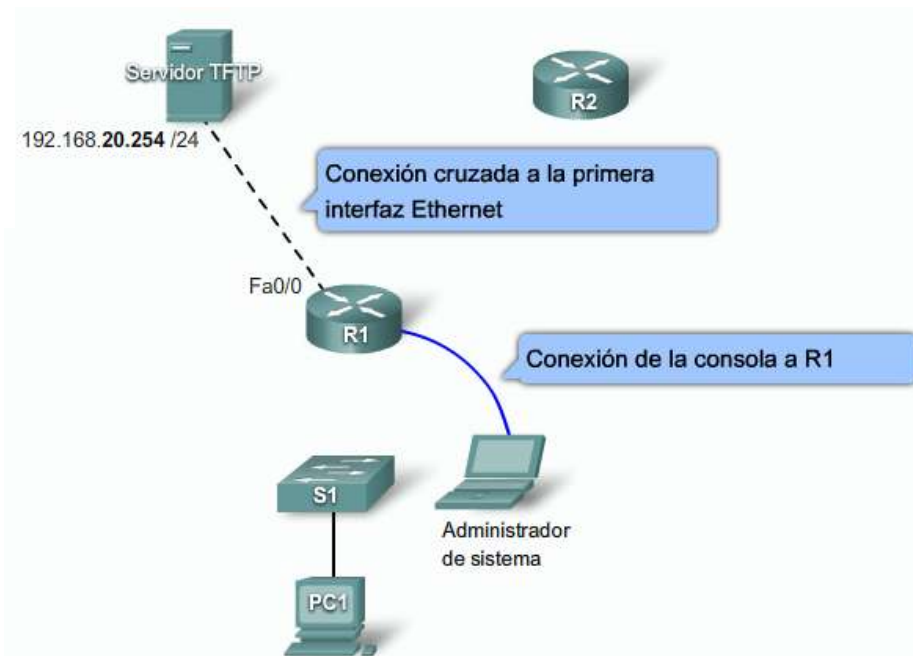 Servidor TFTP
R2
192.168.20.254 /24
Conexión cruzada a la primera
interfaz Ethernet
Fa0/0
R1
Conexión de la consola a R1
S1
Administrador
de sistema
PC1